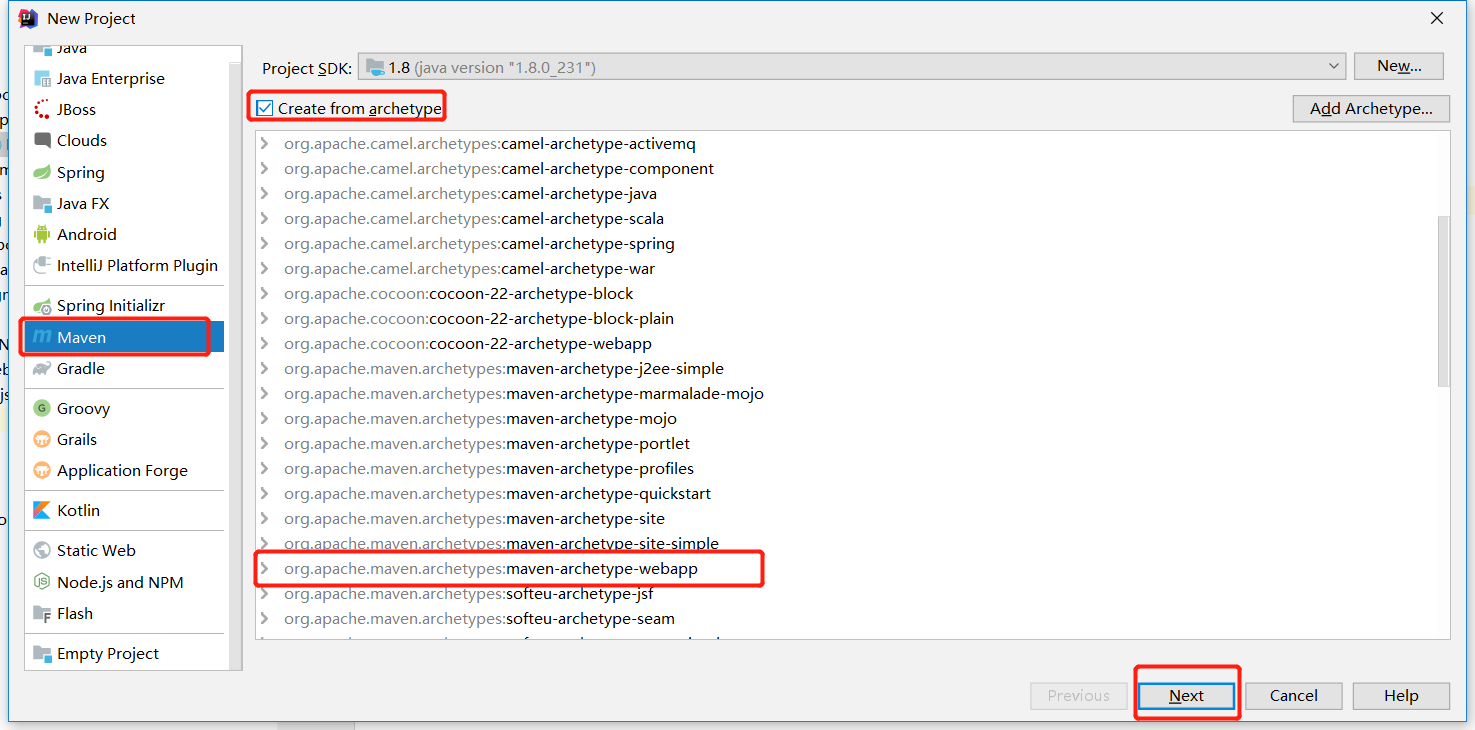 New Project
Java
Java Enterprise
JBoss
Clouds
Spring
Java FX
Android
IntelliJ Platform Plugin
Spring Initializr
Maven
Gradle
Groovy
Grails
Application Forge
Kotlin
Static Web
Node.js and NPM
Flash
Empty Project
Project SDK: 1.8 (java version "1.8.0_231") New...
Create from archetype Add Archetype...
org.apache.camel.archetypes:camel-archetype-activemq
org.apache.camel.archetypes:camel-archetype-component
org.apache.camel.archetypes:camel-archetype-java
org.apache.camel.archetypes:camel-archetype-scala
org.apache.camel.archetypes:camel-archetype-spring
org.apache.camel.archetypes:camel-archetype-war
org.apache.cocoon:cocoon-22-archetype-block
org.apache.cocoon:cocoon-22-archetype-block-plain
org.apache.cocoon:cocoon-22-archetype-webapp
org.apache.maven.archetypes:maven-archetype-j2ee-simple
org.apache.maven.archetypes:maven-archetype-marmalade-mojo
org.apache.maven.archetypes:maven-archetype-mojo
org.apache.maven.archetypes:maven-archetype-portlet
org.apache.maven.archetypes:maven-archetype-profiles
org.apache.maven.archetypes:maven-archetype-quickstart
org.apache.maven.archetypes:maven-archetype-site
org.apache.maven.archetypes:maven-archetype-site-simple
org.apache.maven.archetypes:maven-archetype-webapp
org.apache.maven.archetypes:softeu-archetype-jsf
org.apache.maven.archetypes:softeu-archetype-seam
Previous Next Cancel Help